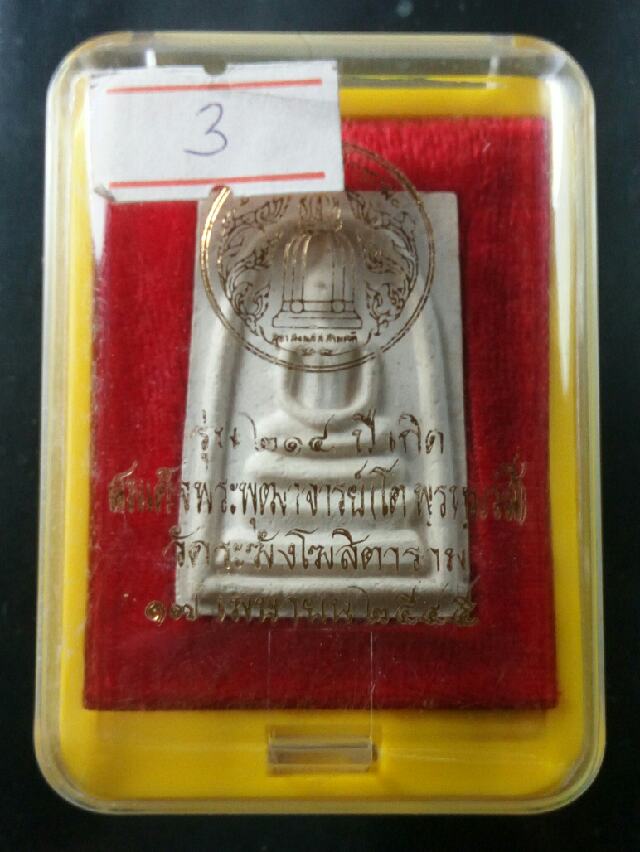 3
รุ่น ๒๑๔ ปี เกิด
สมเด็จพระพุฒาจารย์(โต พฺรหฺมรํสี)
วัดระฆังโฆสิตาราม
๑๗ เมษายน ๒๕๔๕